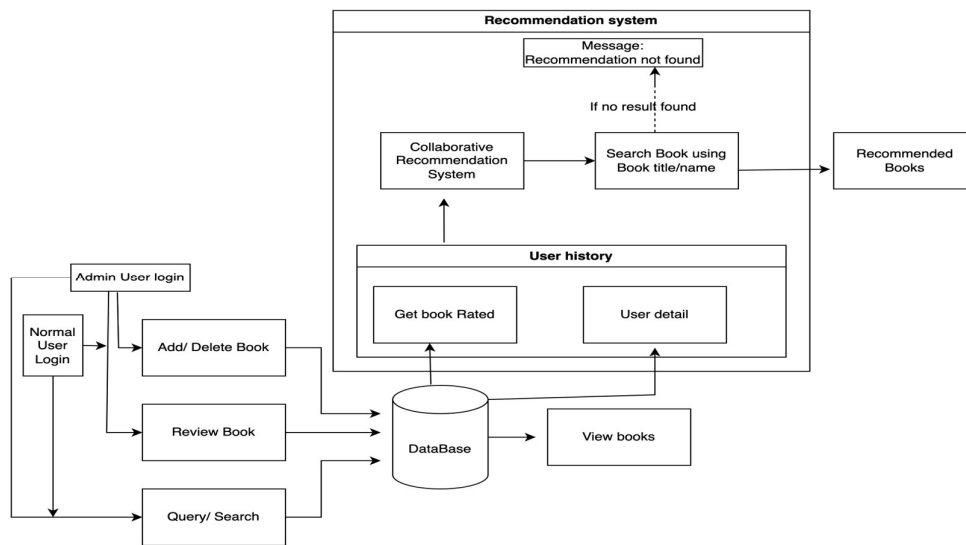 Recommendation system
Message:
Recommendation not found
If no result found
Collaborative
Recommendation
System
Search Book using
Book title/name
Recommended
Books
User history
Get book Rated
User detail
Admin User login
Normal
User
Login
Add/ Delete Book
Review Book
Query/ Search
DataBase
View books